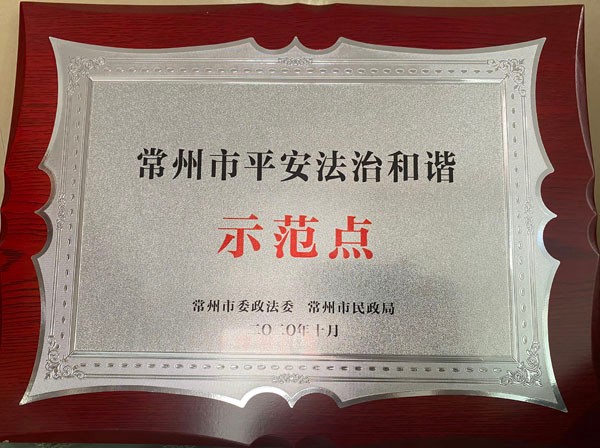 常州市平安法治和谐
示范点
常州市委政法委 常州市民政局
二〇二〇年十月